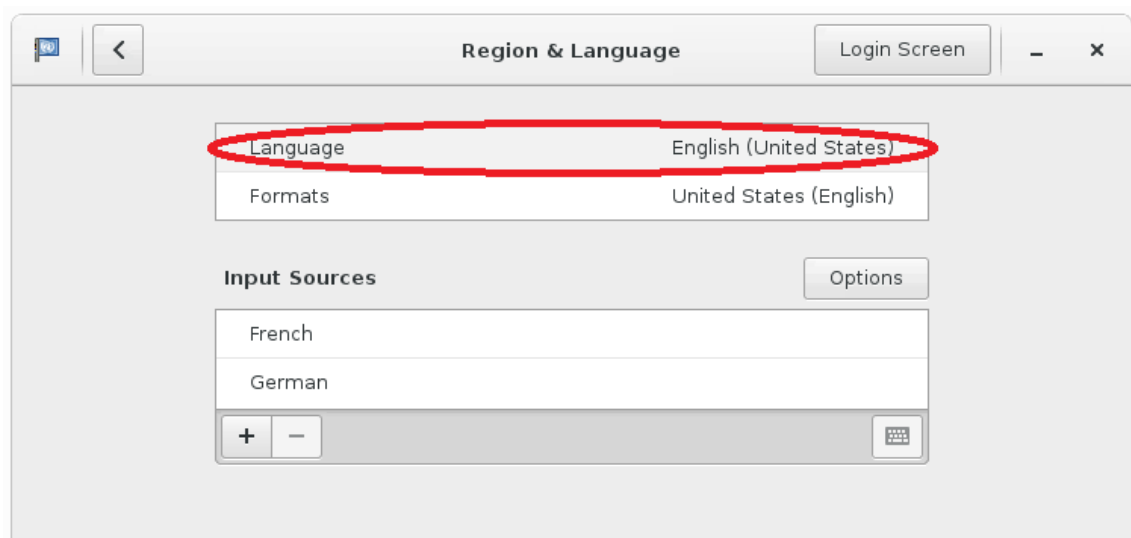 Region & Language
Login Screen
Language English (United States)
Formats United States (English)
Input Sources
Options
French
German